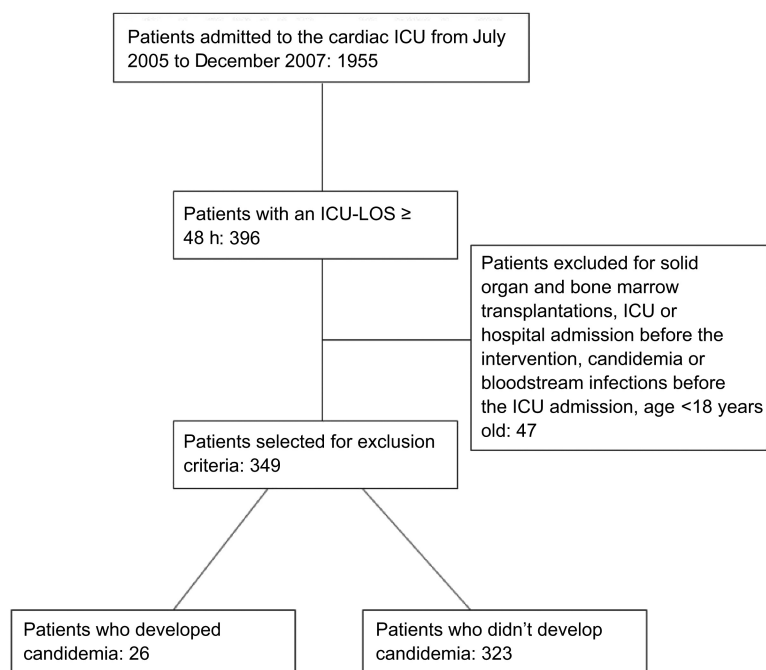 Patients admitted to the cardiac ICU from July
2005 to December 2007: 1955
Patients with an ICU-LOS ≥
48 h: 396
Patients excluded for solid
organ and bone marrow
transplantations, ICU or
hospital admission before the
intervention, candidemia or
bloodstream infections before
the ICU admission, age <18 years
old: 47
Patients selected for exclusion
criteria: 349
Patients who developed
candidemia: 26
Patients who didn’t develop
candidemia: 323